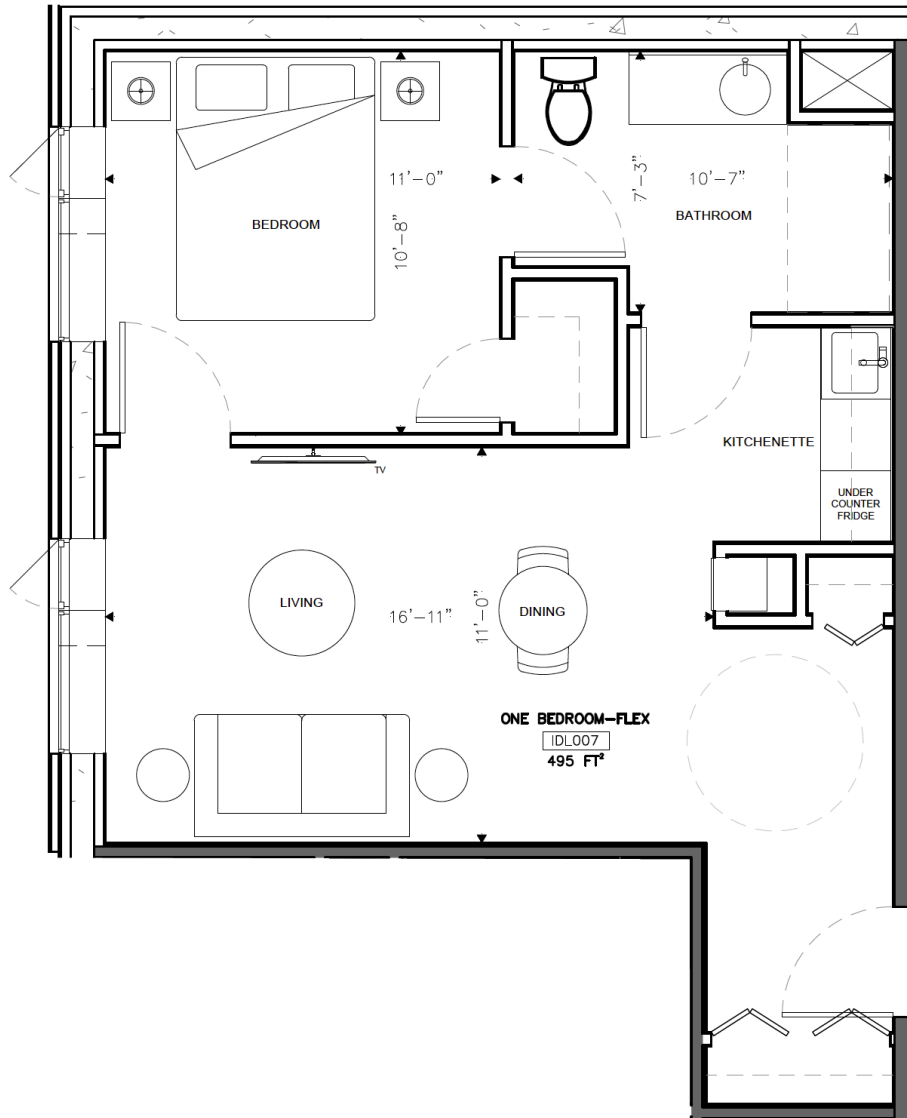 11'-0"
10'-7"
7'-3"
BATHROOM
BEDROOM
10'-8"
KITCHENETTE
TV
UNDER
COUNTER
FRIDGE
LIVING
16'-11"
11'-0"
DINING
ONE BEDROOM-FLEX
IDL007
495 FT²